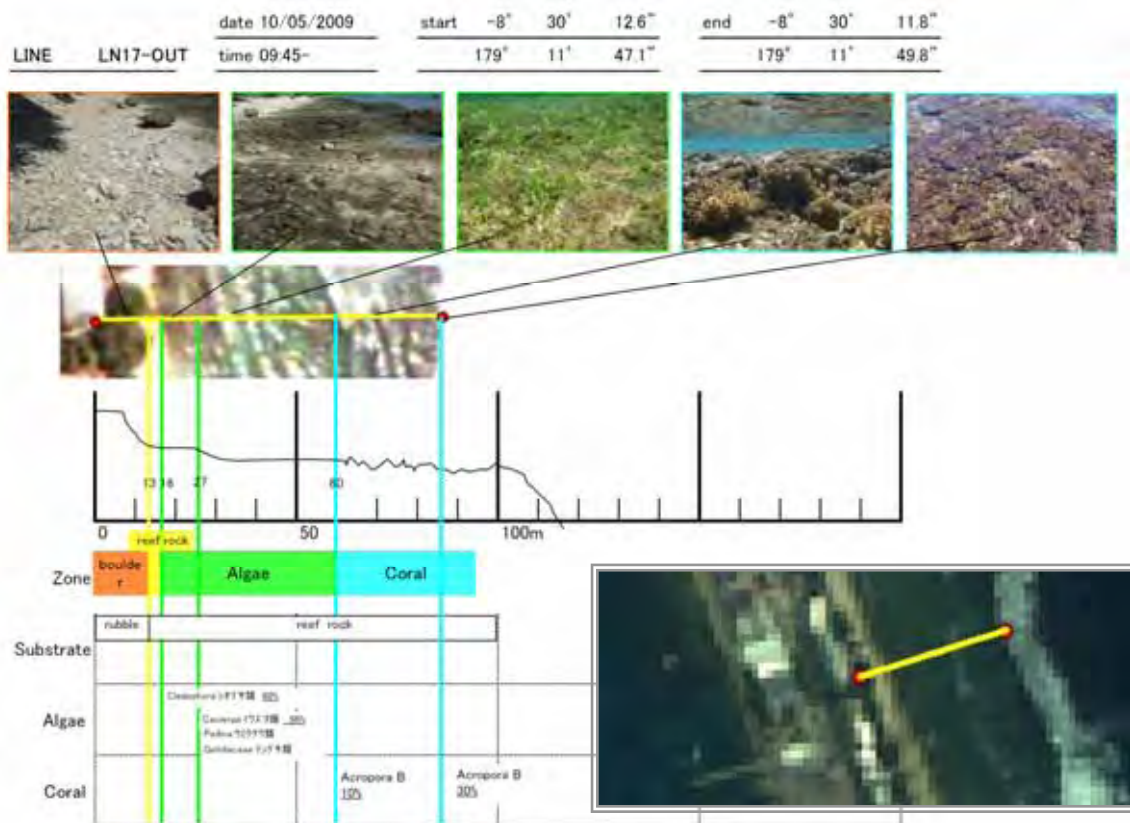 date 10/05/2009 start -8° 30° 12.6" end -8° 30° 11.8"
LINE LN17-OUT time 09:45- 179° 11° 47.1" 179° 11° 49.8"
13 16 27 60
0 50 100m
reef rock
Zone boulder Algae Coral
rubble reef rock
Substrate
Algae
Coral
Acropora B
10%
Acropora B
30%